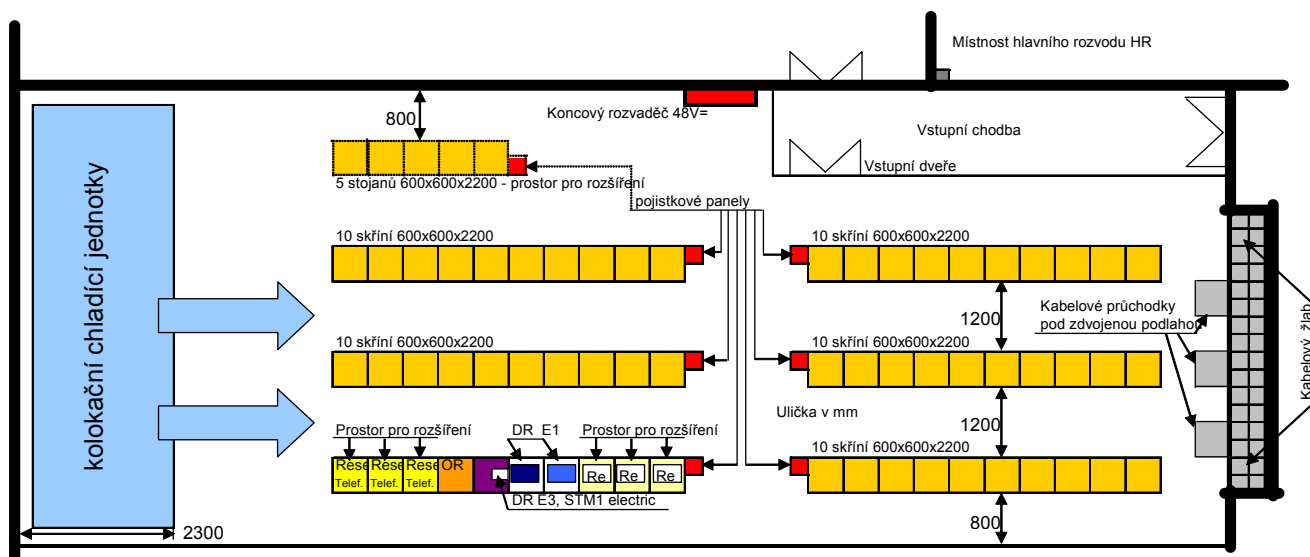 Místnost hlavního rozvodu HR
800
Koncový rozvaděč 48V=
Vstupní chodba
Vstupní dveře
5 stojanů 600x600x2200 - prostor pro rozšíření
pojistkové panely
10 skříní 600x600x2200
10 skříní 600x600x2200
kolokační chladící jednotky
Kabelové průchodky
pod zdvojenou podlahou
1200
10 skříní 600x600x2200
10 skříní 600x600x2200
Kabelový žlab
Ulička v mm
1200
Prostor pro rozšíření
DR E1
Prostor pro rozšíření
10 skříní 600x600x2200
Rese
Rese
Rese
OR
Telef.
Telef.
Telef.
Re
Re
Re
DR E3, STM1 electric
2300
800